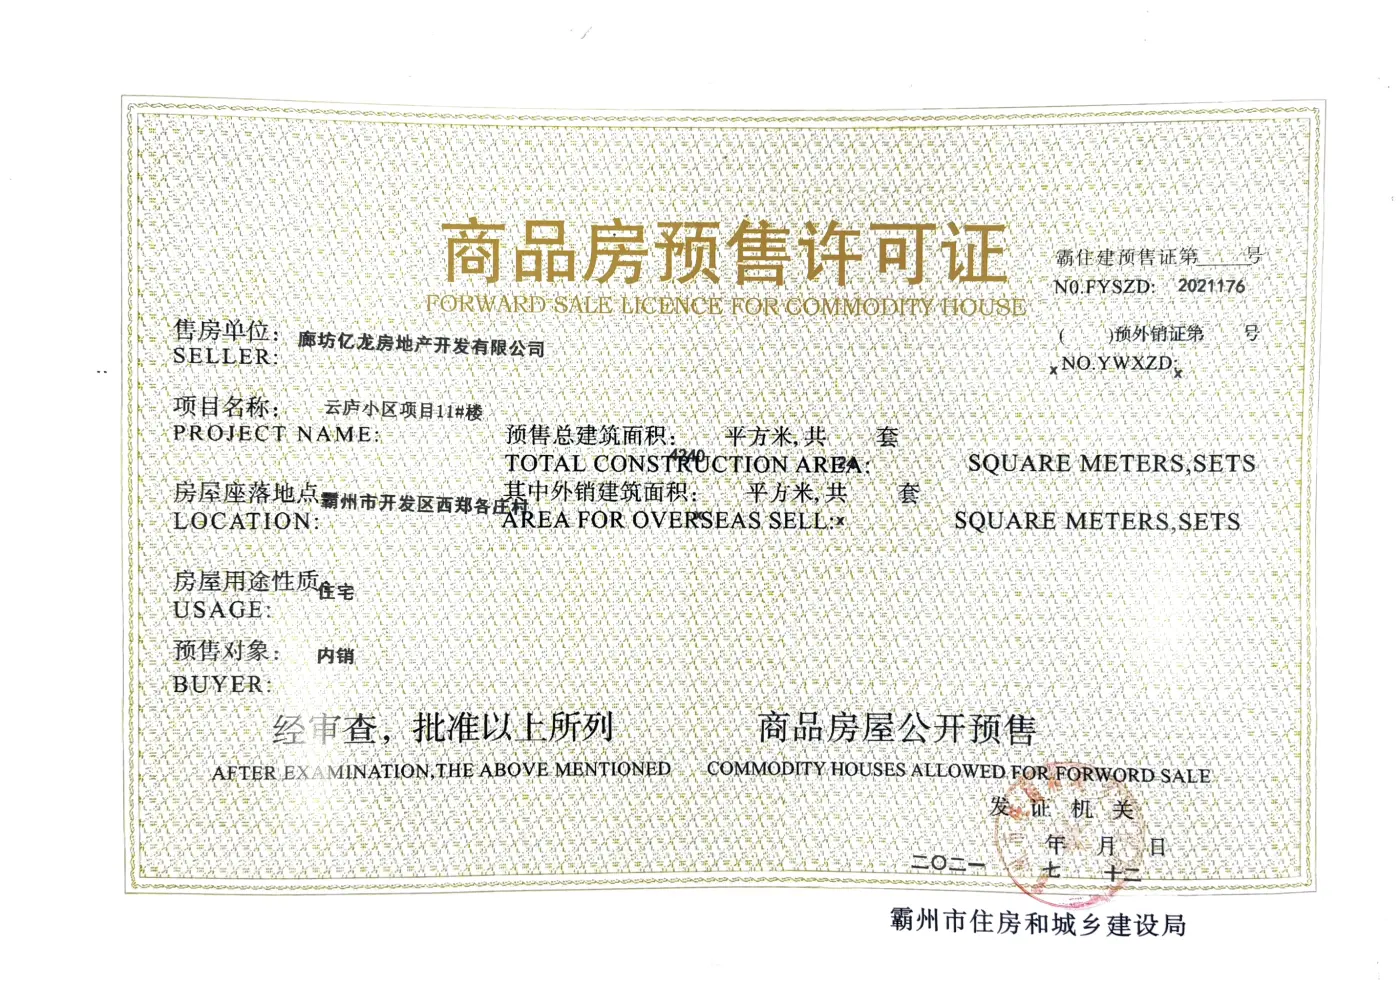 商品房预售许可证
FORWARD SALE LICENCE FOR COMMODITY HOUSE
霸住建预售证第______号
N0.FYSZD: 2021176
( )预外销证第 号
x NO.YWXZD: x
售房单位: 廊坊亿龙房地产开发有限公司
SELLER:
项目名称: 云庐小区项目11#楼
PROJECT NAME:
预售总建筑面积: 平方米,共 套
4240 24
TOTAL CONSTRUCTION AREA: SQUARE METERS,SETS
房屋座落地点 霸州市开发区西郑各庄村
LOCATION:
其中外销建筑面积: 平方米,共 套
AREA FOR OVERSEAS SELL: x x SQUARE METERS,SETS
房屋用途性质: 住宅
USAGE:
预售对象: 内销
BUYER:
经审查，批准以上所列 商品房屋公开预售
AFTER EXAMINATION,THE ABOVE MENTIONED COMMODITY HOUSES ALLOWED FOR FORWORD SALE
发证机关
年 月 日
二〇二一 七 十二
霸州市住房和城乡建设局